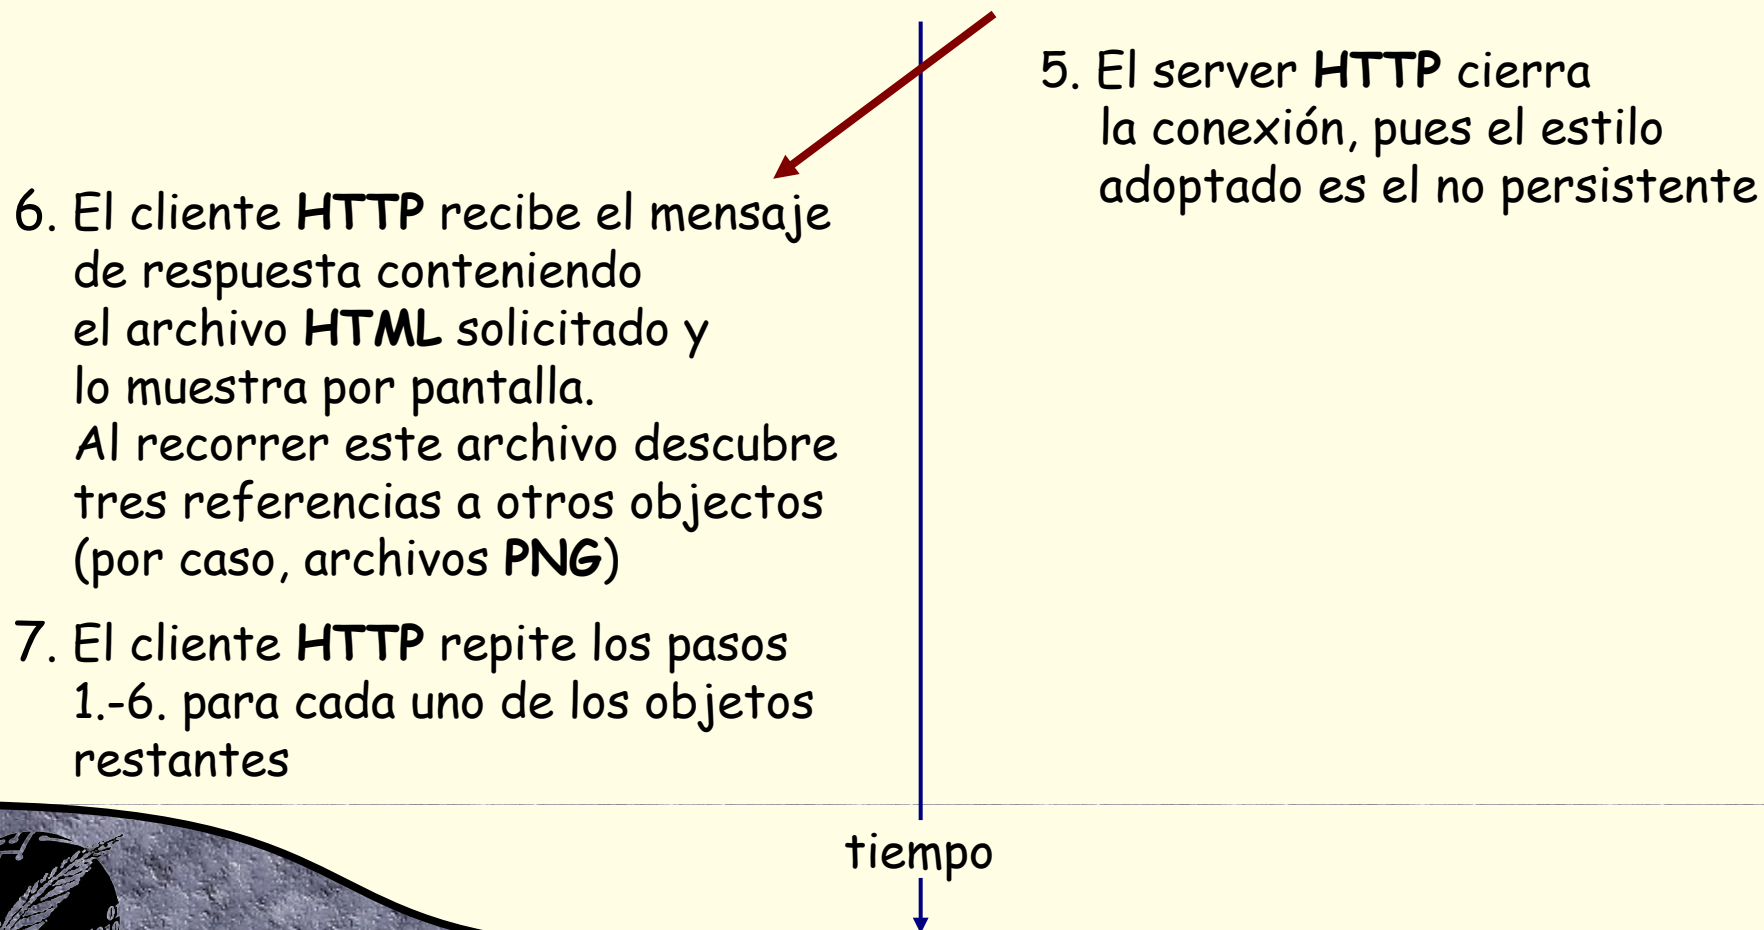 5. El server HTTP cierra
la conexión, pues el estilo
adoptado es el no persistente
6. El cliente HTTP recibe el mensaje
de respuesta conteniendo
el archivo HTML solicitado y
lo muestra por pantalla.
Al recorrer este archivo descubre
tres referencias a otros objectos
(por caso, archivos PNG)
7. El cliente HTTP repite los pasos
1.-6. para cada uno de los objetos
restantes
tiempo